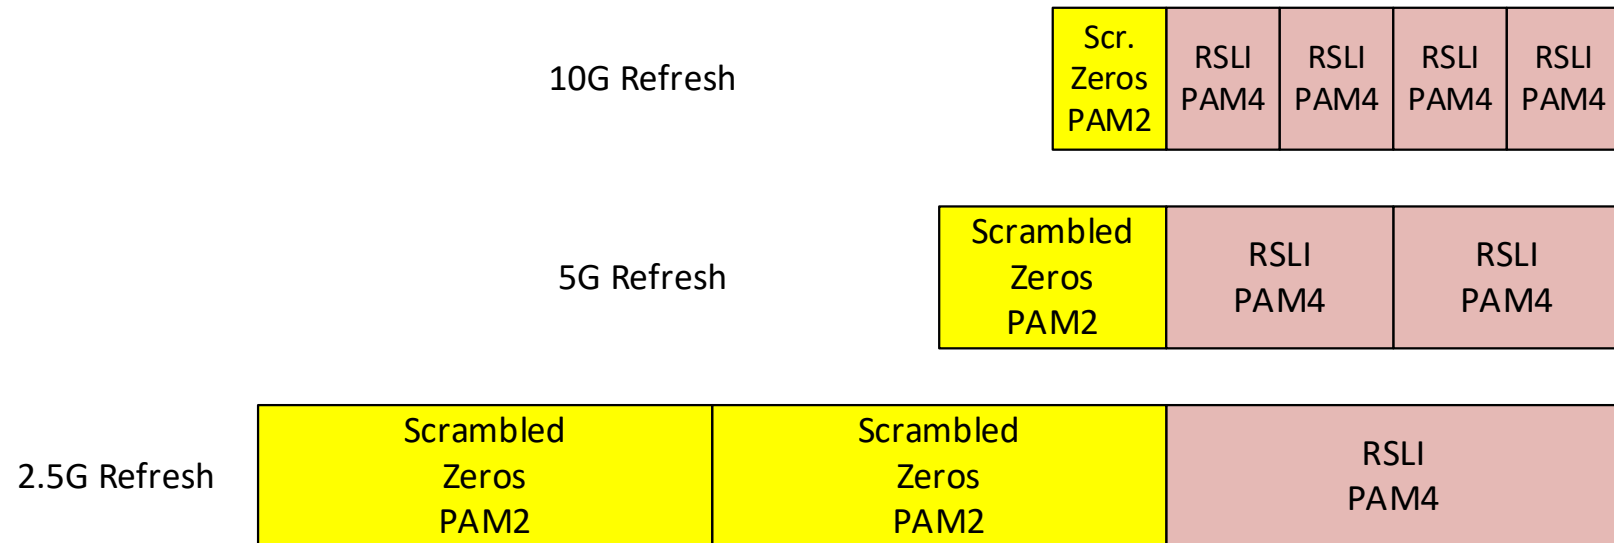 10G Refresh
Scr.
Zeros
PAM2
RSLI
PAM4
RSLI
PAM4
RSLI
PAM4
RSLI
PAM4
5G Refresh
Scrambled
Zeros
PAM2
RSLI
PAM4
RSLI
PAM4
2.5G Refresh
Scrambled
Zeros
PAM2
Scrambled
Zeros
PAM2
RSLI
PAM4